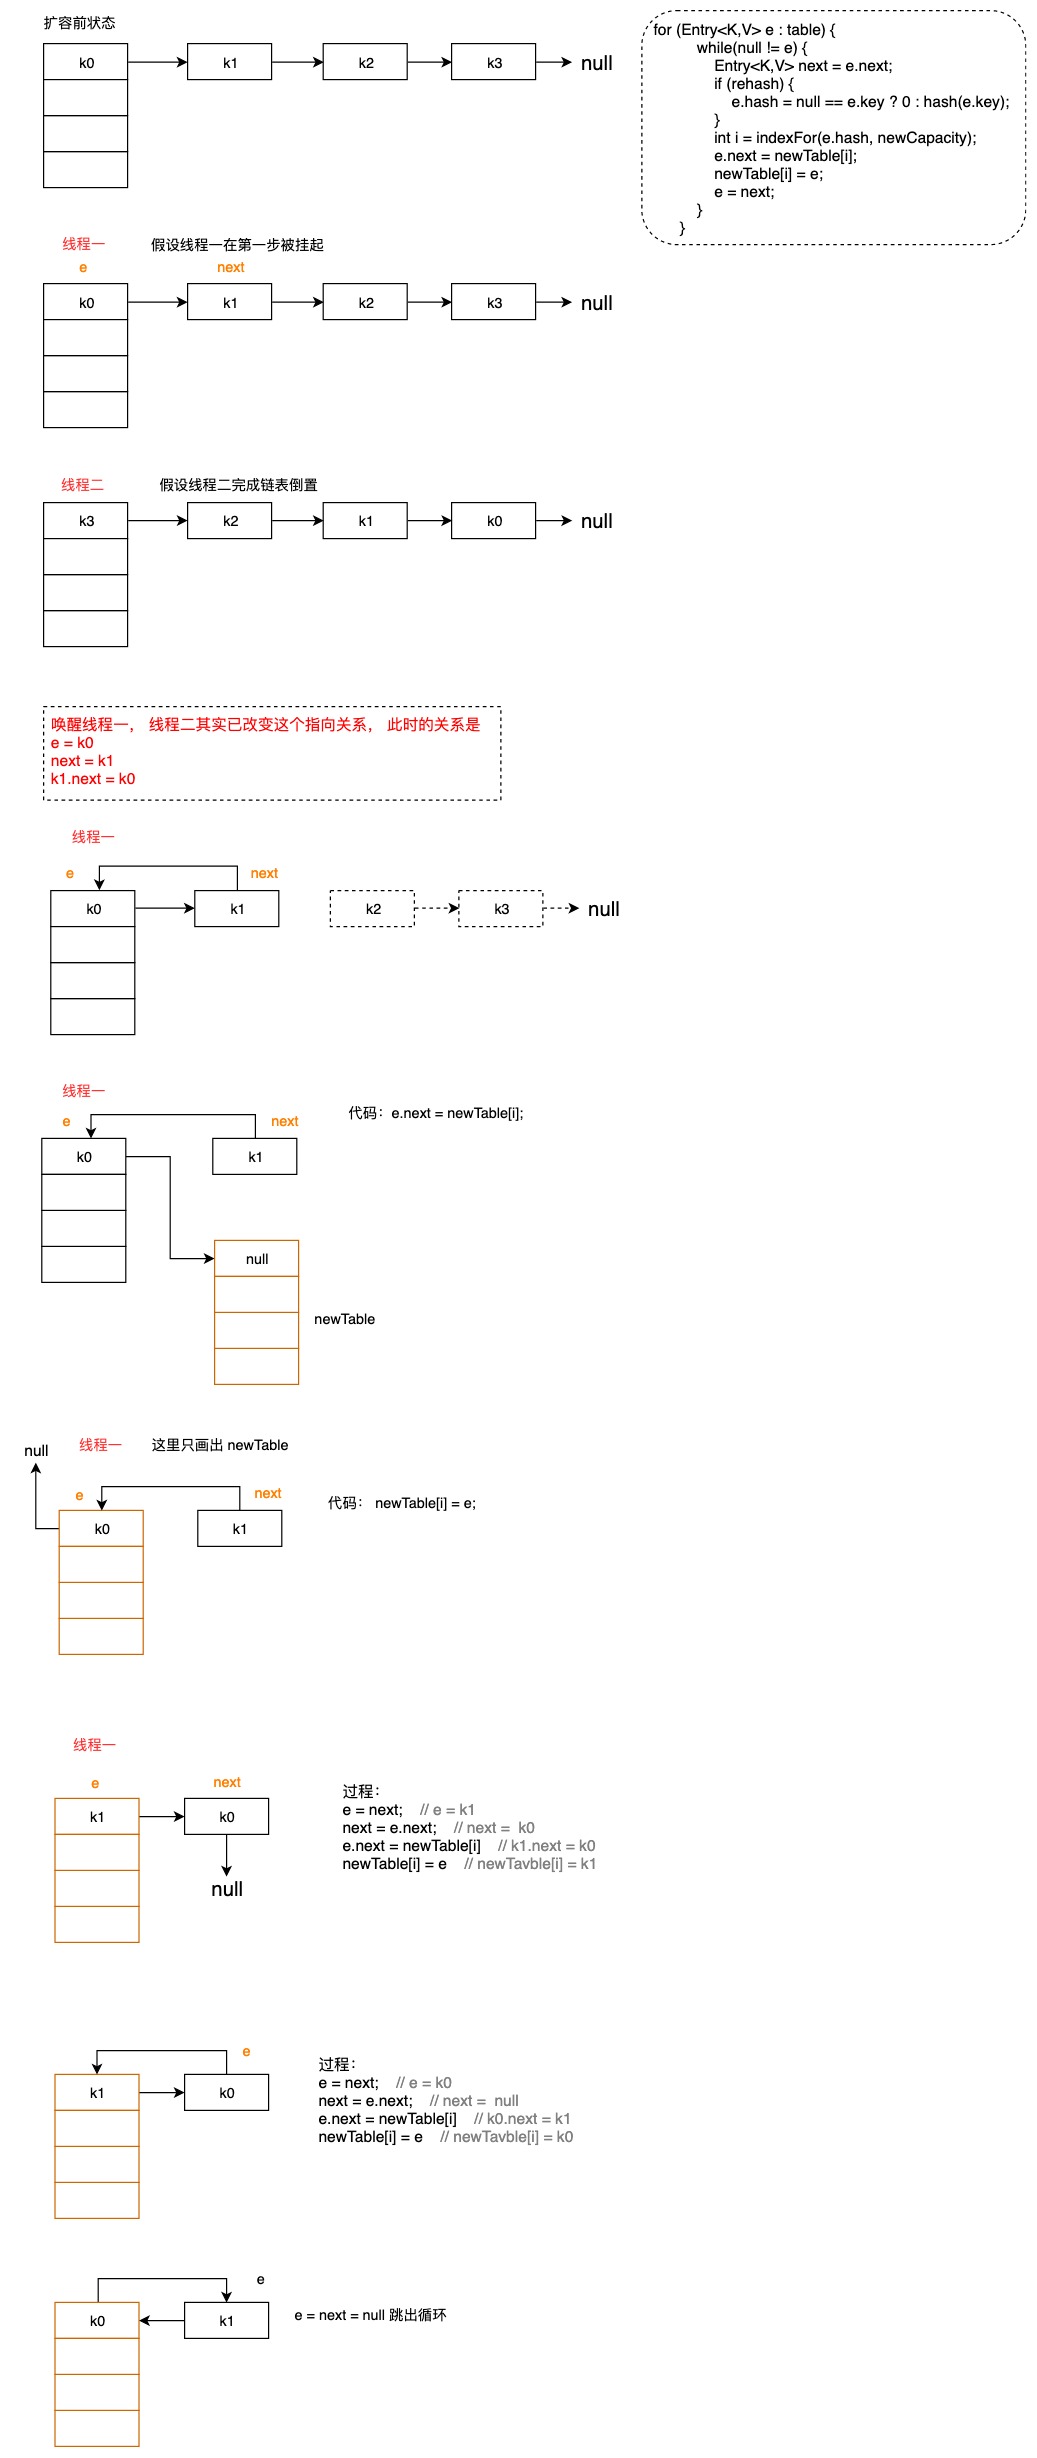 扩容前状态
k0
k1
k2
k3
null
for (Entry<K,V> e : table) {
while(null != e) {
Entry<K,V> next = e.next;
if (rehash) {
e.hash = null == e.key ? 0 : hash(e.key);
}
int i = indexFor(e.hash, newCapacity);
e.next = newTable[i];
newTable[i] = e;
e = next;
}
}
线程一
假设线程一在第一步被挂起
e
next
k0
k1
k2
k3
null
线程二
假设线程二完成链表倒置
k3
k2
k1
k0
null
唤醒线程一， 线程二其实已改变这个指向关系， 此时的关系是
e = k0
next = k1
k1.next = k0
线程一
e
next
k0
k1
k2
k3
null
线程一
代码：e.next = newTable[i];
e
next
k0
k1
null
newTable
null
线程一
这里只画出 newTable
e
next
代码： newTable[i] = e;
k0
k1
线程一
e
next
k1
k0
null
过程：
e = next; // e = k1
next = e.next; // next = k0
e.next = newTable[i] // k1.next = k0
newTable[i] = e // newTavble[i] = k1
e
k1
k0
过程：
e = next; // e = k0
next = e.next; // next = null
e.next = newTable[i] // k0.next = k1
newTable[i] = e // newTavble[i] = k0
e
k0
k1
e = next = null 跳出循环